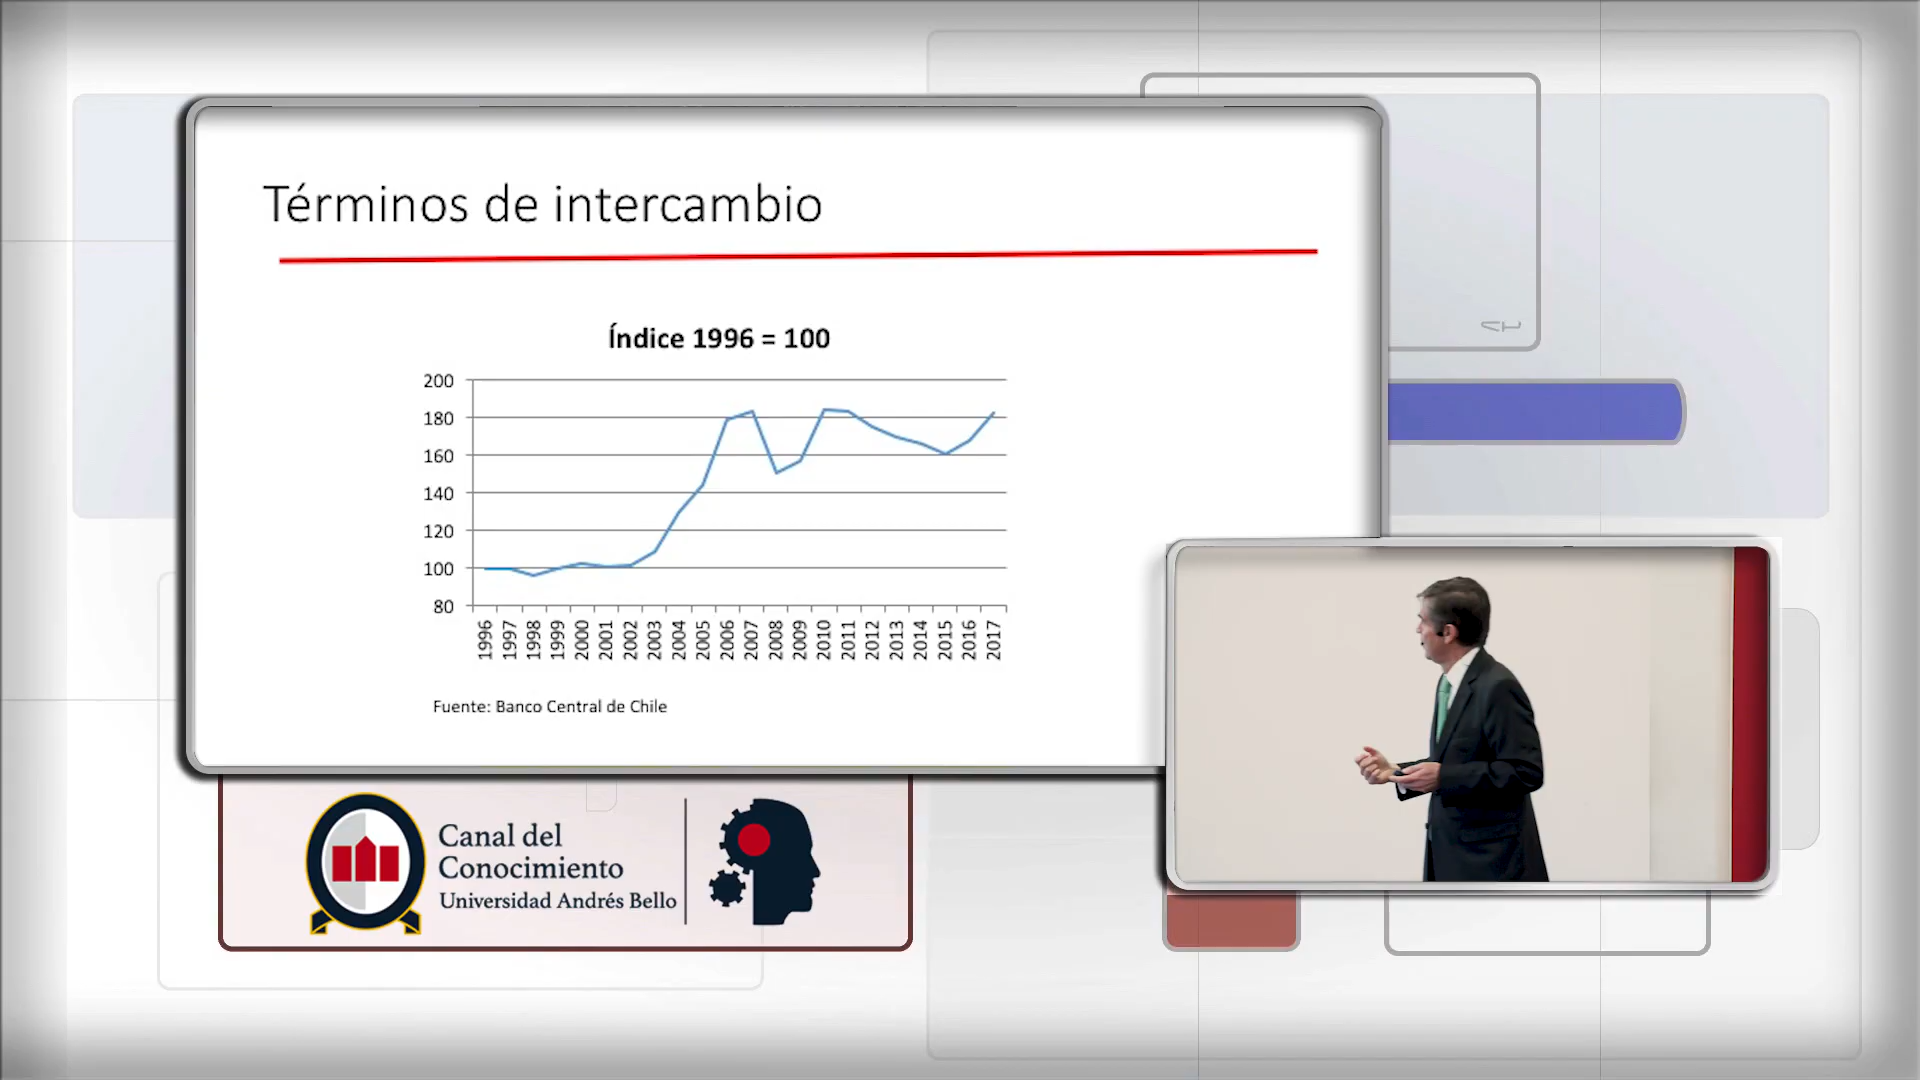 Términos de intercambio
Índice 1996 = 100
200
180
160
140
120
100
80
1996 1997 1998 1999 2000 2001 2002 2003 2004 2005 2006 2007 2008 2009 2010 2011 2012 2013 2014 2015 2016 2017
Fuente: Banco Central de Chile
Canal del
Conocimiento
Universidad Andrés Bello